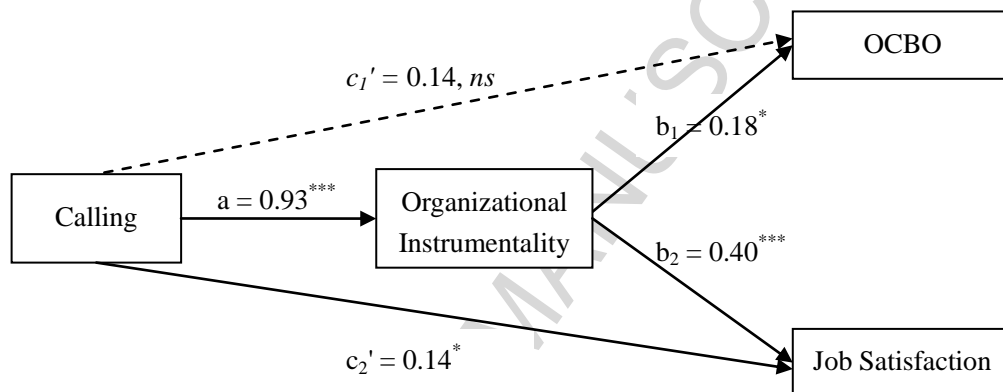 OCBO
c₁' = 0.14, ns
b₁ = 0.18*
Calling
a = 0.93***
Organizational
Instrumentality
b₂ = 0.40***
c₂' = 0.14*
Job Satisfaction